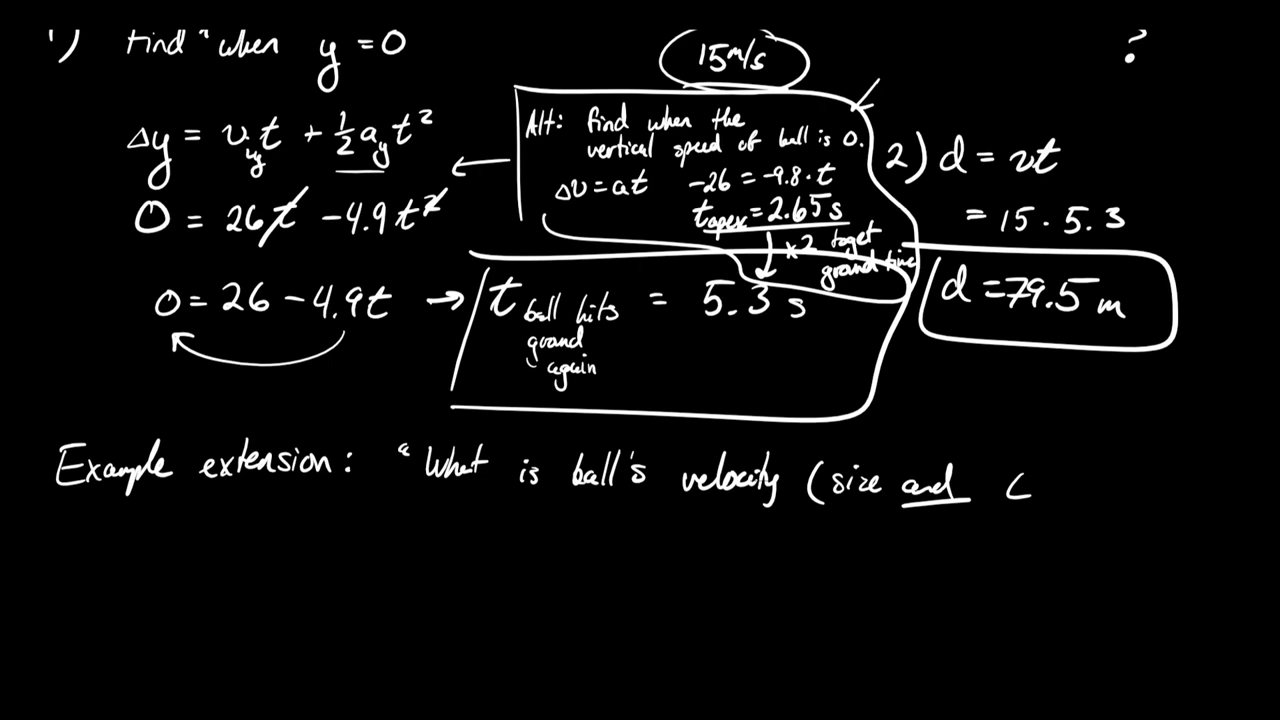 1) Find "when y = 0
15 m/s
?
Δy = v_iy t + 1/2 a_y t²
0 = 26t - 4.9t²
0 = 26 - 4.9t →
Alt: find when the
vertical speed of ball is 0.
Δv = at -26 = -9.8 · t
t_apex = 2.65 s
×2 to get
ground time
t ball hits = 5.3 s
ground
again
2) d = vt
= 15 · 5.3
d = 79.5 m
Example extension: "What is ball's velocity (size and (